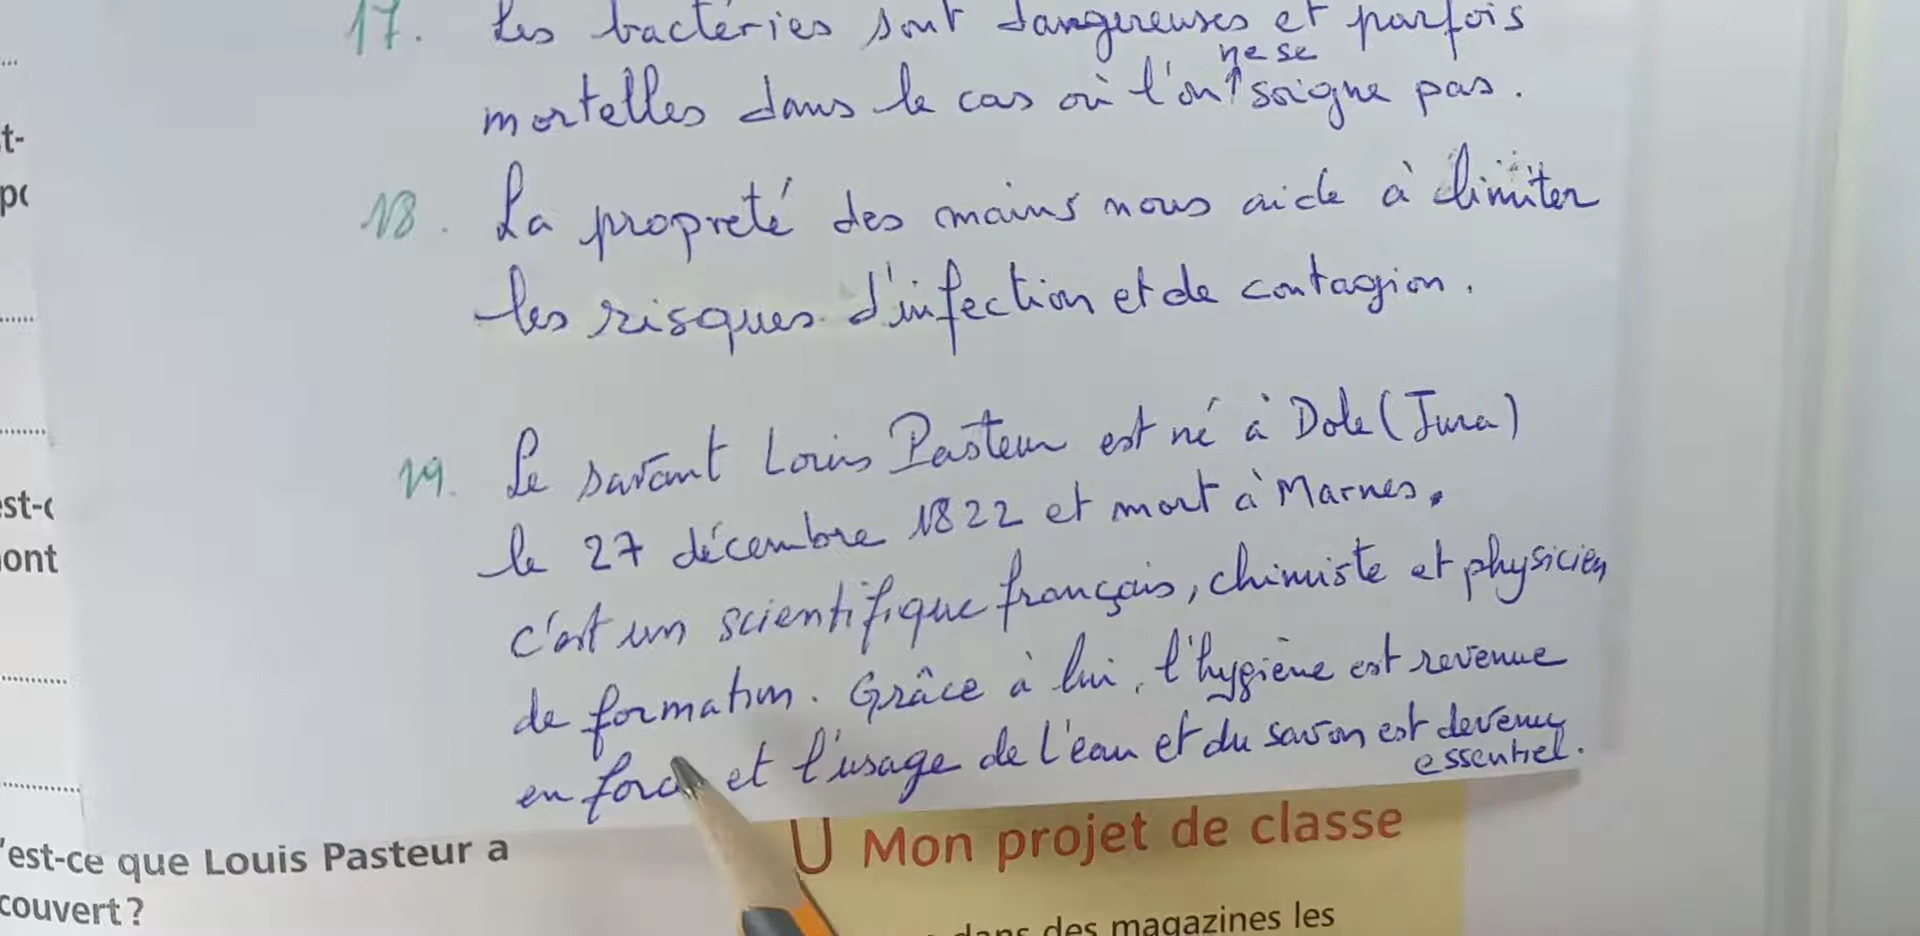 ...
t-
po
......
......
st-c
ont
.........
.........
17. Les bactéries sont dangereuses et parfois
ne se
mortelles dans le cas où l'on ↑ soigne pas.
18. La propreté des mains nous aide à limiter
les risques d'infection et de contagion.
19. Le savant Louis Pasteur est né à Dole (Jura)
le 27 décembre 1822 et mort à Marnes.
c'est un scientifique français, chimiste et physicien
de formation. Grâce à lui, l'hygiène est revenue
en force et l'usage de l'eau et du savon est devenu
essentiel.
'est-ce que Louis Pasteur a
couvert ?
U Mon projet de classe
dans des magazines les